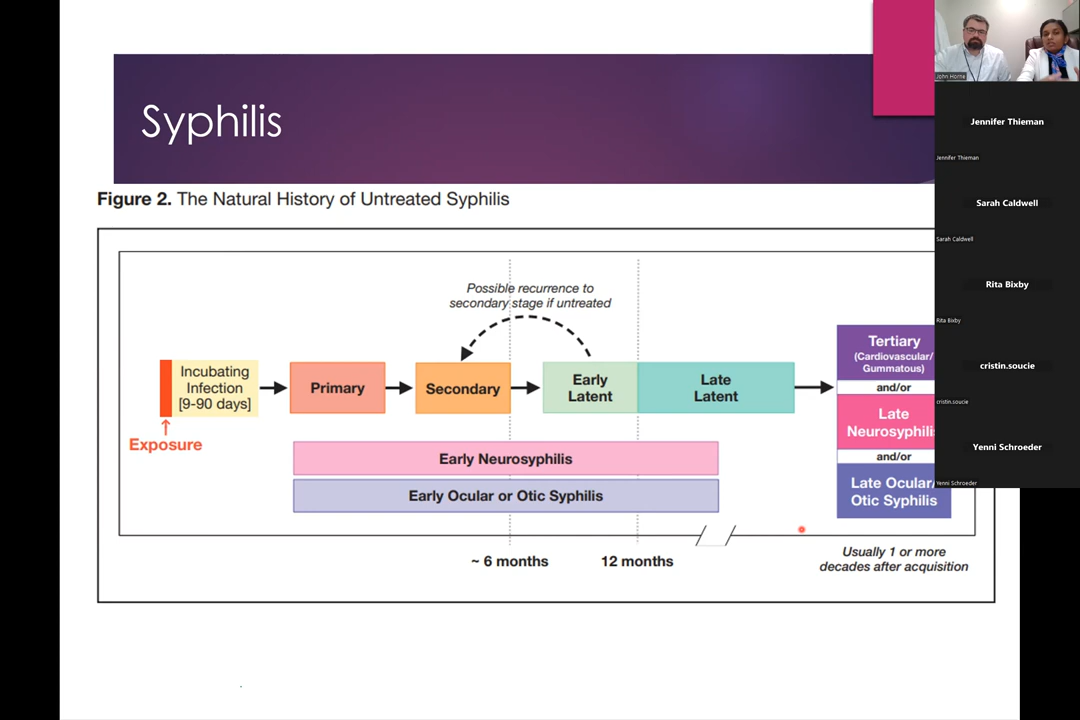 Syphilis
Figure 2. The Natural History of Untreated Syphilis
Possible recurrence to
secondary stage if untreated
Incubating
Infection
[9-90 days]
Primary
Secondary
Early
Latent
Late
Latent
Tertiary
(Cardiovascular/
Gummatous)
and/or
Late
Neurosyphilis
and/or
Late Ocular/
Otic Syphilis
Exposure
Early Neurosyphilis
Early Ocular or Otic Syphilis
~ 6 months
12 months
Usually 1 or more
decades after acquisition
John Horne
Jennifer Thieman
Jennifer Thieman
Sarah Caldwell
Sarah Caldwell
Rita Bixby
Rita Bixby
cristin.soucie
cristin.soucie
Yenni Schroeder
Yenni Schroeder